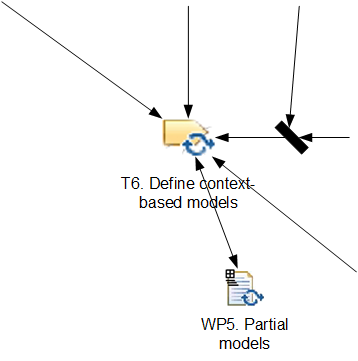 T6. Define context-
based models
WP5. Partial
models